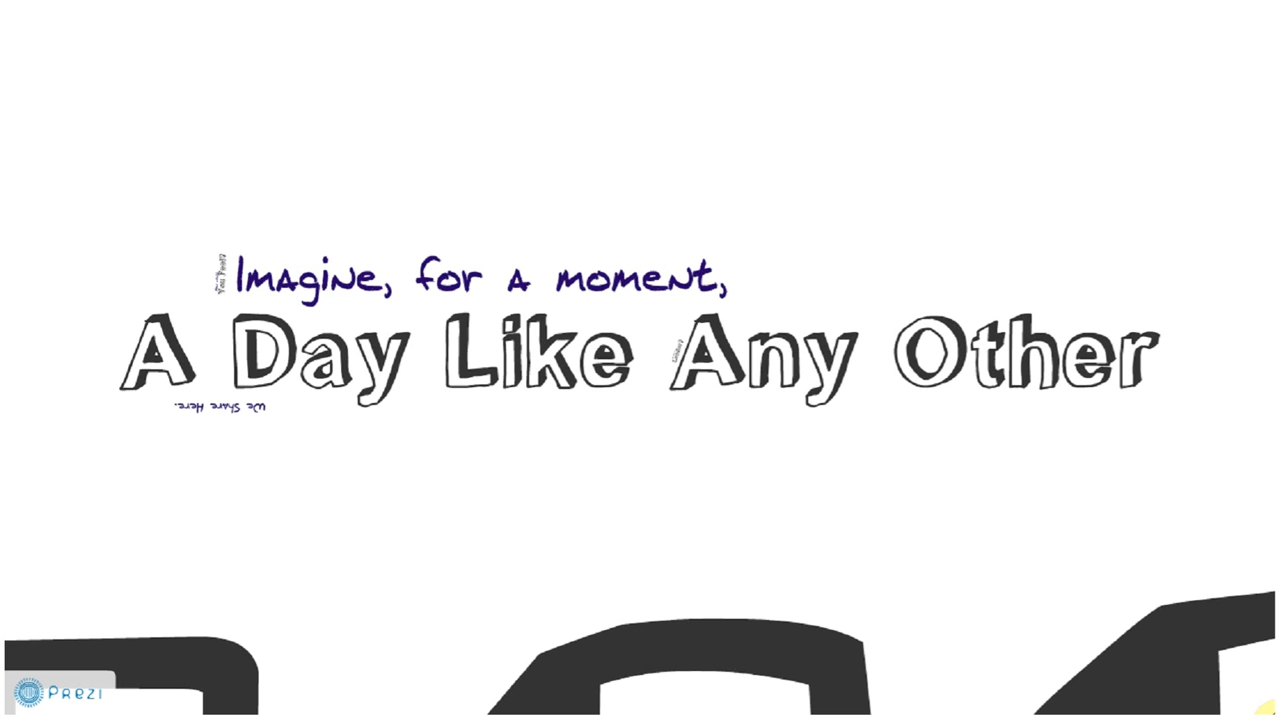 Imagine, for a moment,
A Day Like Any Other
We Share Here.
Prezi